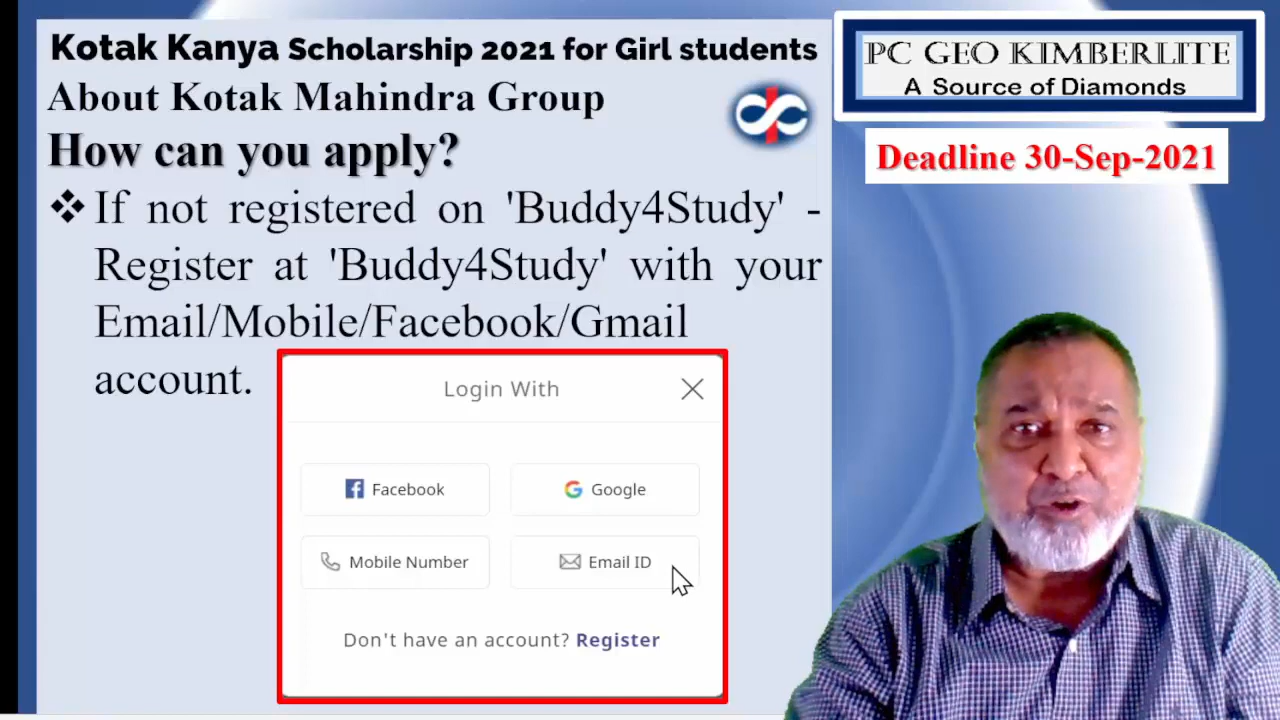 Kotak Kanya Scholarship 2021 for Girl students
About Kotak Mahindra Group
How can you apply?
❖ If not registered on 'Buddy4Study' -
Register at 'Buddy4Study' with your
Email/Mobile/Facebook/Gmail
account.
Login With
Facebook
Google
Mobile Number
Email ID
Don't have an account? Register
PC GEO KIMBERLITE
A Source of Diamonds
Deadline 30-Sep-2021